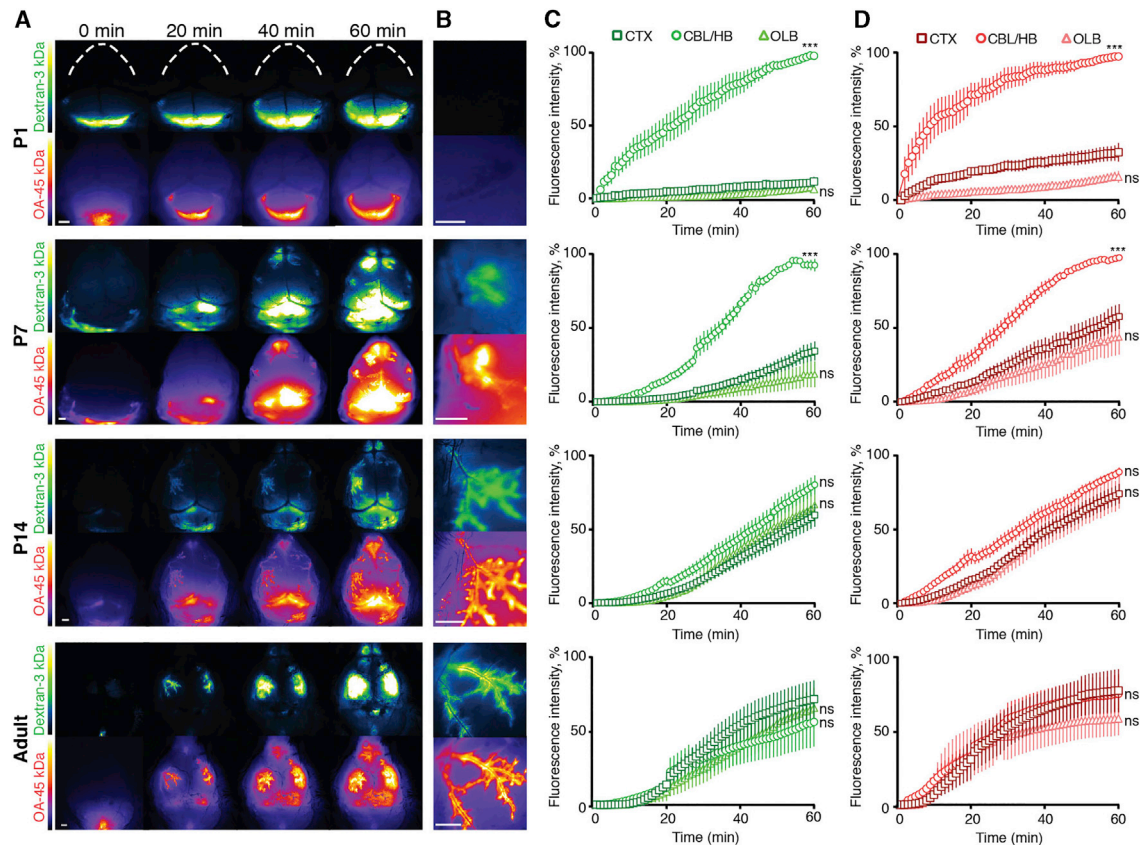 A
B
C
D
0 min 20 min 40 min 60 min
CTX CBL/HB OLB
CTX CBL/HB OLB
P1
Dextran-3 kDa
OA-45 kDa
Fluorescence intensity, %
100
50
0
0 20 40 60
Time (min)
***
ns
Fluorescence intensity, %
100
50
0
0 20 40 60
Time (min)
***
ns
P7
Dextran-3 kDa
OA-45 kDa
Fluorescence intensity, %
100
50
0
0 20 40 60
Time (min)
***
ns
Fluorescence intensity, %
100
50
0
0 20 40 60
Time (min)
***
ns
P14
Dextran-3 kDa
OA-45 kDa
Fluorescence intensity, %
100
50
0
0 20 40 60
Time (min)
ns
ns
Fluorescence intensity, %
100
50
0
0 20 40 60
Time (min)
ns
ns
Adult
Dextran-3 kDa
OA-45 kDa
Fluorescence intensity, %
100
50
0
0 20 40 60
Time (min)
ns
ns
Fluorescence intensity, %
100
50
0
0 20 40 60
Time (min)
ns
ns